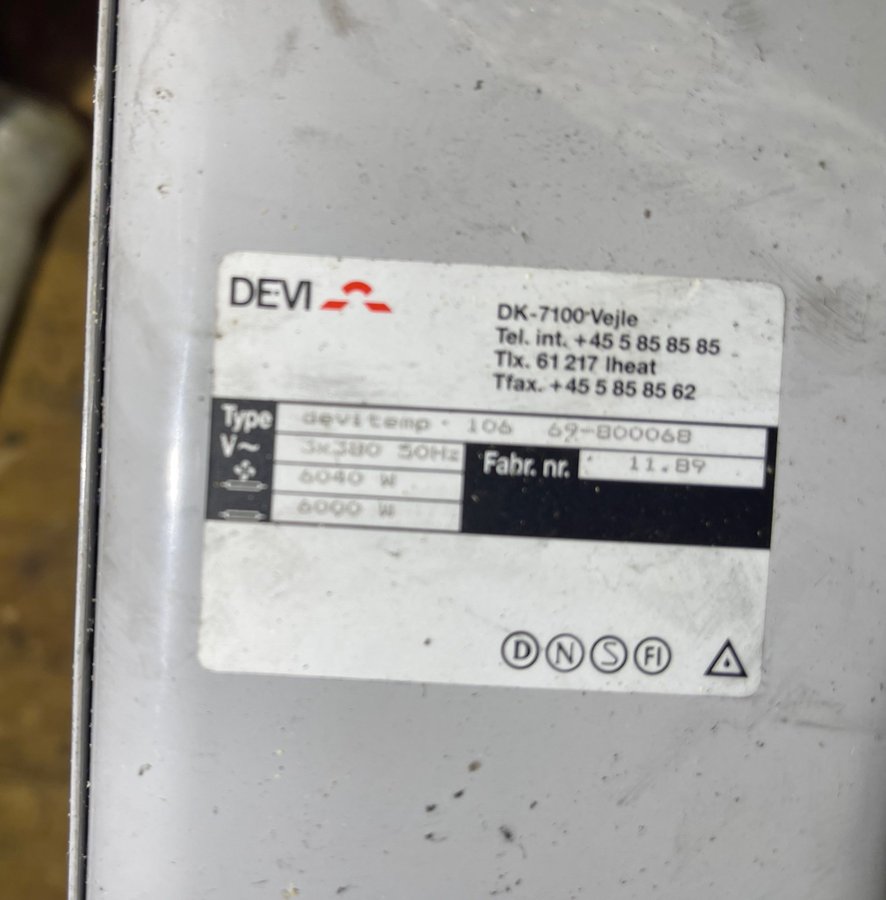 DEVI
DK-7100 Vejle
Tel. int. +45 5 85 85 85
Tlx. 61 217 lheat
Tfax. +45 5 85 85 62
Type devitemp 106 69-800068
V~ 3x380 50Hz
Fabr. nr. 11.89
6040 W
6000 W
D N S FI